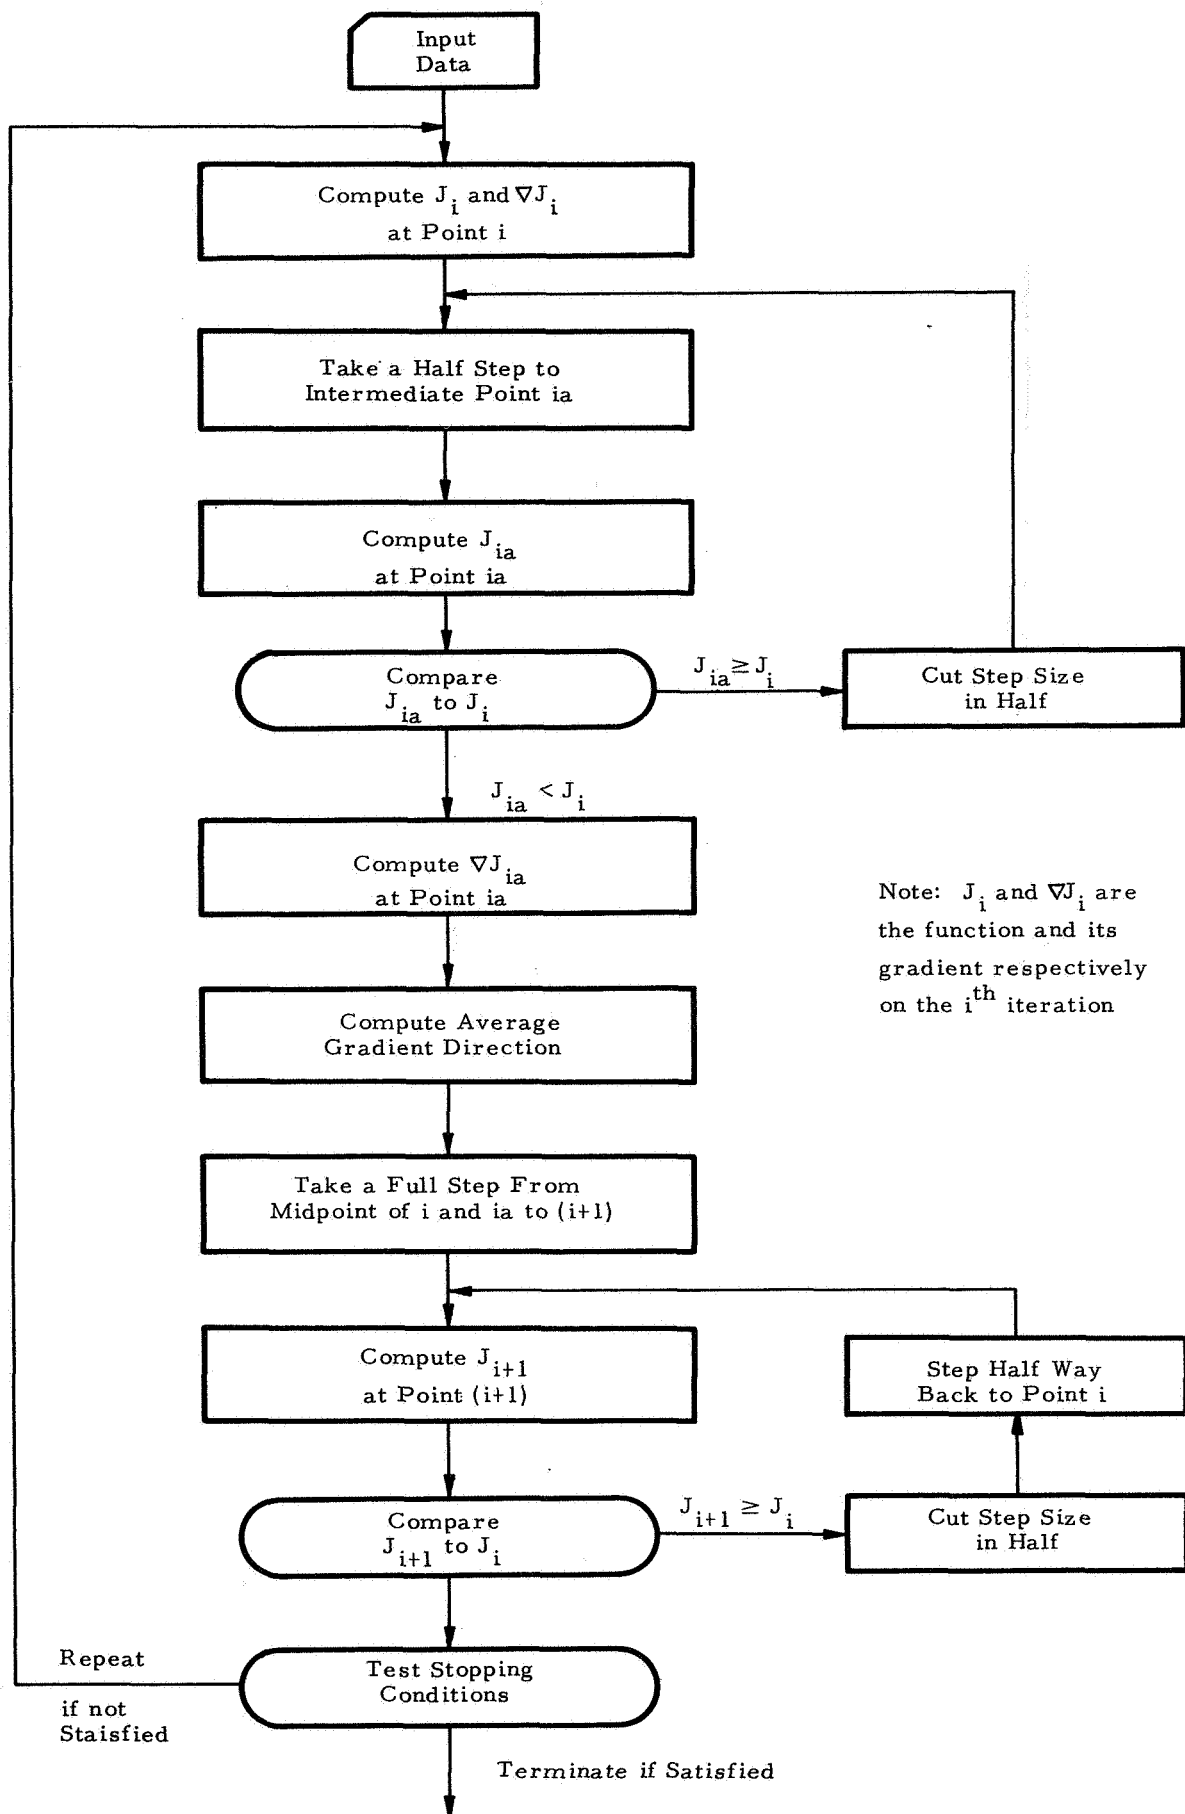 Input
Data
Compute J_i and ∇J_i
at Point i
Take a Half Step to
Intermediate Point ia
Compute J_ia
at Point ia
Compare
J_ia to J_i
J_ia ≥ J_i
Cut Step Size
in Half
J_ia < J_i
Compute ∇J_ia
at Point ia
Note: J_i and ∇J_i are
the function and its
gradient respectively
on the i^th iteration
Compute Average
Gradient Direction
Take a Full Step From
Midpoint of i and ia to (i+1)
Compute J_i+1
at Point (i+1)
Step Half Way
Back to Point i
Compare
J_i+1 to J_i
J_i+1 ≥ J_i
Cut Step Size
in Half
Repeat
if not
Staisfied
Test Stopping
Conditions
Terminate if Satisfied